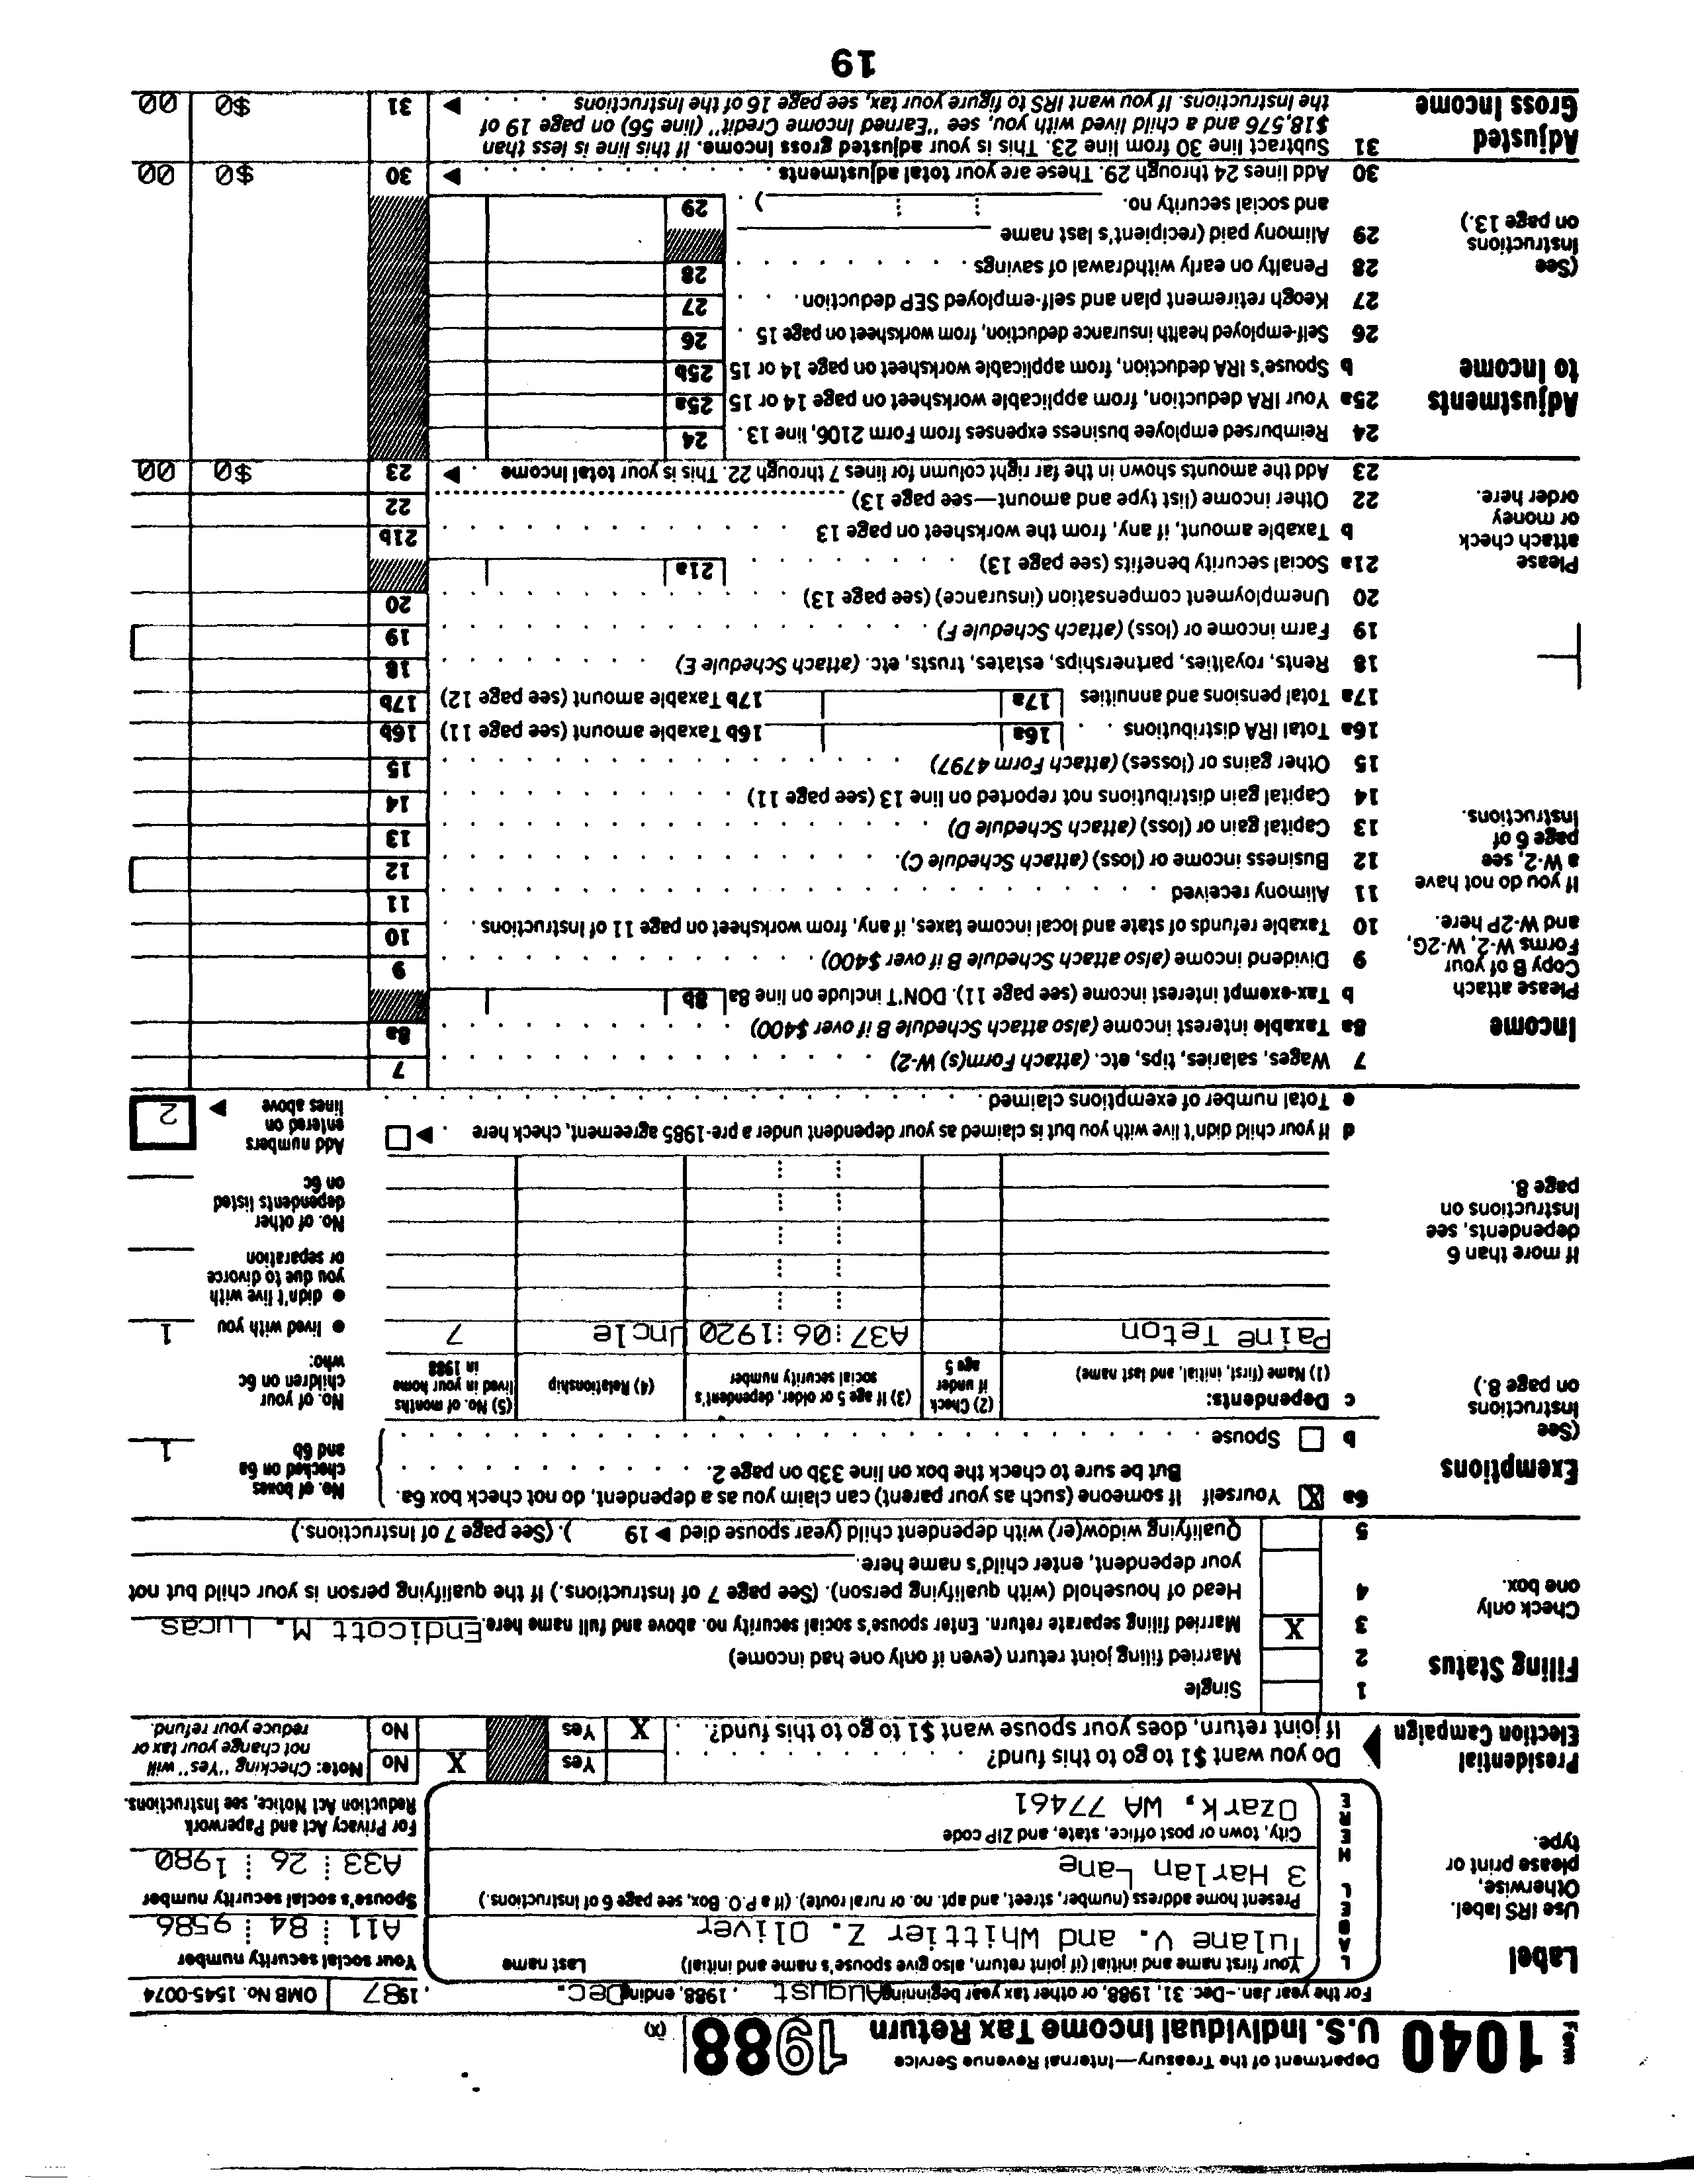 Form 1040 Department of the Treasury—Internal Revenue Service
U.S. Individual Income Tax Return 1988 (X)
For the year Jan.–Dec. 31, 1988, or other tax year beginning August , 1988, ending Dec. , 1987 OMB No. 1545-0074
Label
Use IRS label.
Otherwise,
please print or
type.
LABEL HERE
Your first name and initial (if joint return, also give spouse's name and initial) Last name
Tulane V. and Whittier Z. Oliver
Your social security number
A11 84 9586
Present home address (number, street, and apt. no. or rural route). (If a P.O. Box, see page 6 of Instructions.)
3 Harlan Lane
Spouse's social security number
A33 26 1980
City, town or post office, state, and ZIP code
Ozark, WA 77461
For Privacy Act and Paperwork
Reduction Act Notice, see Instructions.
Presidential
Election Campaign
Do you want $1 to go to this fund? Yes X No
If joint return, does your spouse want $1 to go to this fund? X Yes No
Note: Checking "Yes" will
not change your tax or
reduce your refund.
Filing Status
Check only
one box.
1 Single
2 Married filing joint return (even if only one had income)
3 X Married filing separate return. Enter spouse's social security no. above and full name here. Endicott M. Lucas
4 Head of household (with qualifying person). (See page 7 of Instructions.) If the qualifying person is your child but not
your dependent, enter child's name here.
5 Qualifying widow(er) with dependent child (year spouse died ▶ 19 ). (See page 7 of Instructions.)
Exemptions
(See
Instructions
on page 8.)
If more than 6
dependents, see
Instructions on
page 8.
6a X Yourself If someone (such as your parent) can claim you as a dependent, do not check box 6a.
But be sure to check the box on line 33b on page 2.
b Spouse
No. of boxes
checked on 6a
and 6b 1
c Dependents:
(1) Name (first, initial, and last name)
(2) Check
if under
age 5
(3) If age 5 or older, dependent's
social security number
(4) Relationship
(5) No. of months
lived in your home
in 1988
Paine Teton A37 06 1920 Uncle 7
No. of your
children on 6c
who:
● lived with you 1
● didn't live with
you due to divorce
or separation
No. of other
dependents listed
on 6c
d If your child didn't live with you but is claimed as your dependent under a pre-1985 agreement, check here ▶
e Total number of exemptions claimed
Add numbers
entered on
lines above ▶ 2
Income
Please attach
Copy B of your
Forms W-2, W-2G,
and W-2P here.
If you do not have
a W-2, see
page 6 of
Instructions.
Please
attach check
or money
order here.
7 Wages, salaries, tips, etc. (attach Form(s) W-2) 7
8a Taxable interest income (also attach Schedule B if over $400) 8a
b Tax-exempt interest income (see page 11). DON'T include on line 8a 8b
9 Dividend income (also attach Schedule B if over $400) 9
10 Taxable refunds of state and local income taxes, if any, from worksheet on page 11 of Instructions 10
11 Alimony received 11
12 Business income or (loss) (attach Schedule C) 12
13 Capital gain or (loss) (attach Schedule D) 13
14 Capital gain distributions not reported on line 13 (see page 11) 14
15 Other gains or (losses) (attach Form 4797) 15
16a Total IRA distributions 16a 16b Taxable amount (see page 11) 16b
17a Total pensions and annuities 17a 17b Taxable amount (see page 12) 17b
18 Rents, royalties, partnerships, estates, trusts, etc. (attach Schedule E) 18
19 Farm income or (loss) (attach Schedule F) 19
20 Unemployment compensation (insurance) (see page 13) 20
21a Social security benefits (see page 13) 21a
b Taxable amount, if any, from the worksheet on page 13 21b
22 Other income (list type and amount—see page 13) 22
23 Add the amounts shown in the far right column for lines 7 through 22. This is your total income ▶ 23 $0 00
Adjustments
to Income
(See
Instructions
on page 13.)
24 Reimbursed employee business expenses from Form 2106, line 13 24
25a Your IRA deduction, from applicable worksheet on page 14 or 15 25a
b Spouse's IRA deduction, from applicable worksheet on page 14 or 15 25b
26 Self-employed health insurance deduction, from worksheet on page 15 26
27 Keogh retirement plan and self-employed SEP deduction 27
28 Penalty on early withdrawal of savings 28
29 Alimony paid (recipient's last name
and social security no. ) 29
30 Add lines 24 through 29. These are your total adjustments ▶ 30 $0 00
Adjusted
Gross Income
31 Subtract line 30 from line 23. This is your adjusted gross income. If this line is less than
$18,576 and a child lived with you, see "Earned Income Credit" (line 56) on page 19 of
the Instructions. If you want IRS to figure your tax, see page 16 of the Instructions ▶ 31 $0 00
19